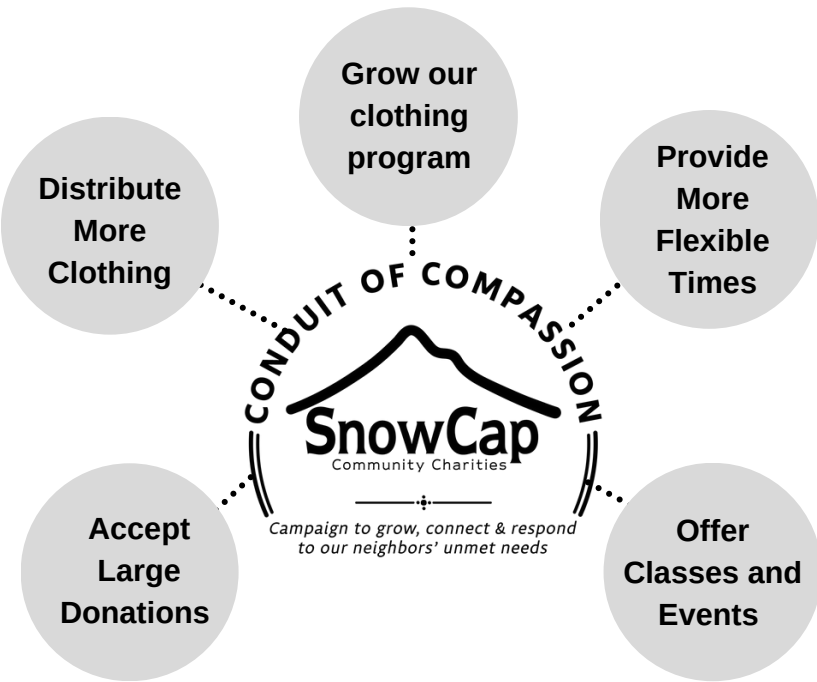 Grow our
clothing
program
Distribute
More
Clothing
Provide
More
Flexible
Times
CONDUIT OF COMPASSION
SnowCap
Community Charities
Campaign to grow, connect & respond
to our neighbors' unmet needs
Accept
Large
Donations
Offer
Classes and
Events